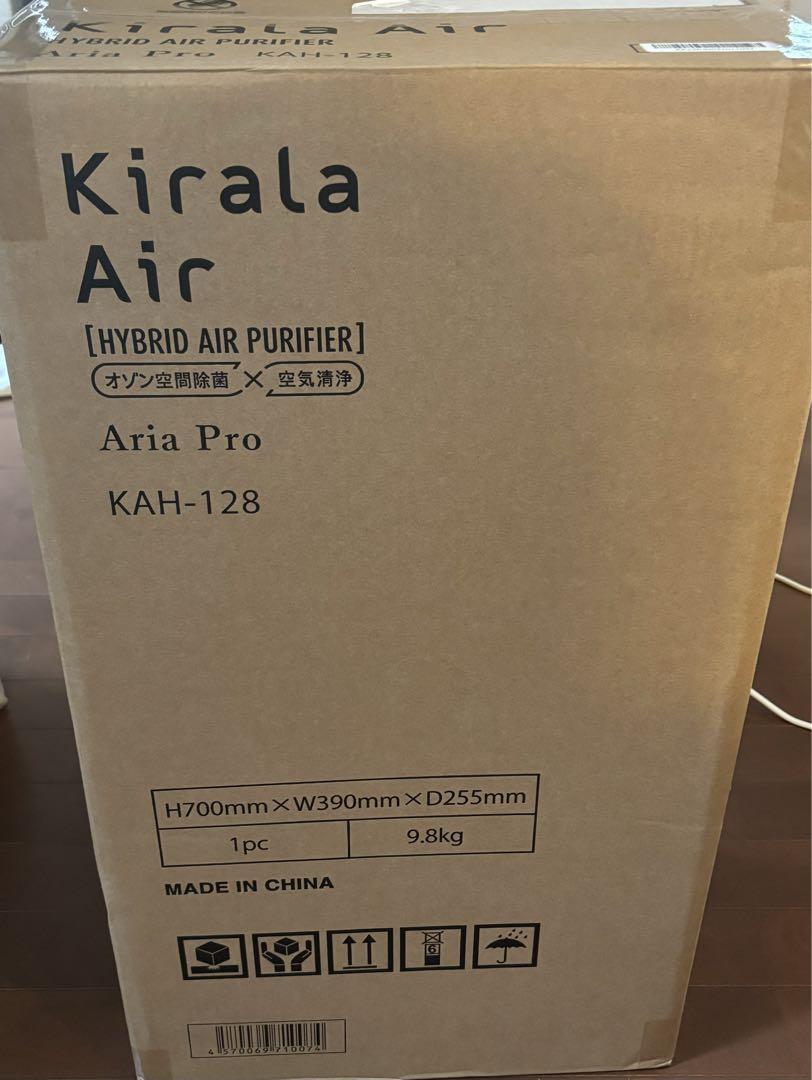 Kirala Air
HYBRID AIR PURIFIER
Aria Pro KAH-128
Kirala
Air
[HYBRID AIR PURIFIER]
オゾン空間除菌 × 空気清浄
Aria Pro
KAH-128
H700mm×W390mm×D255mm
1pc 9.8kg
MADE IN CHINA
6
4570069710074